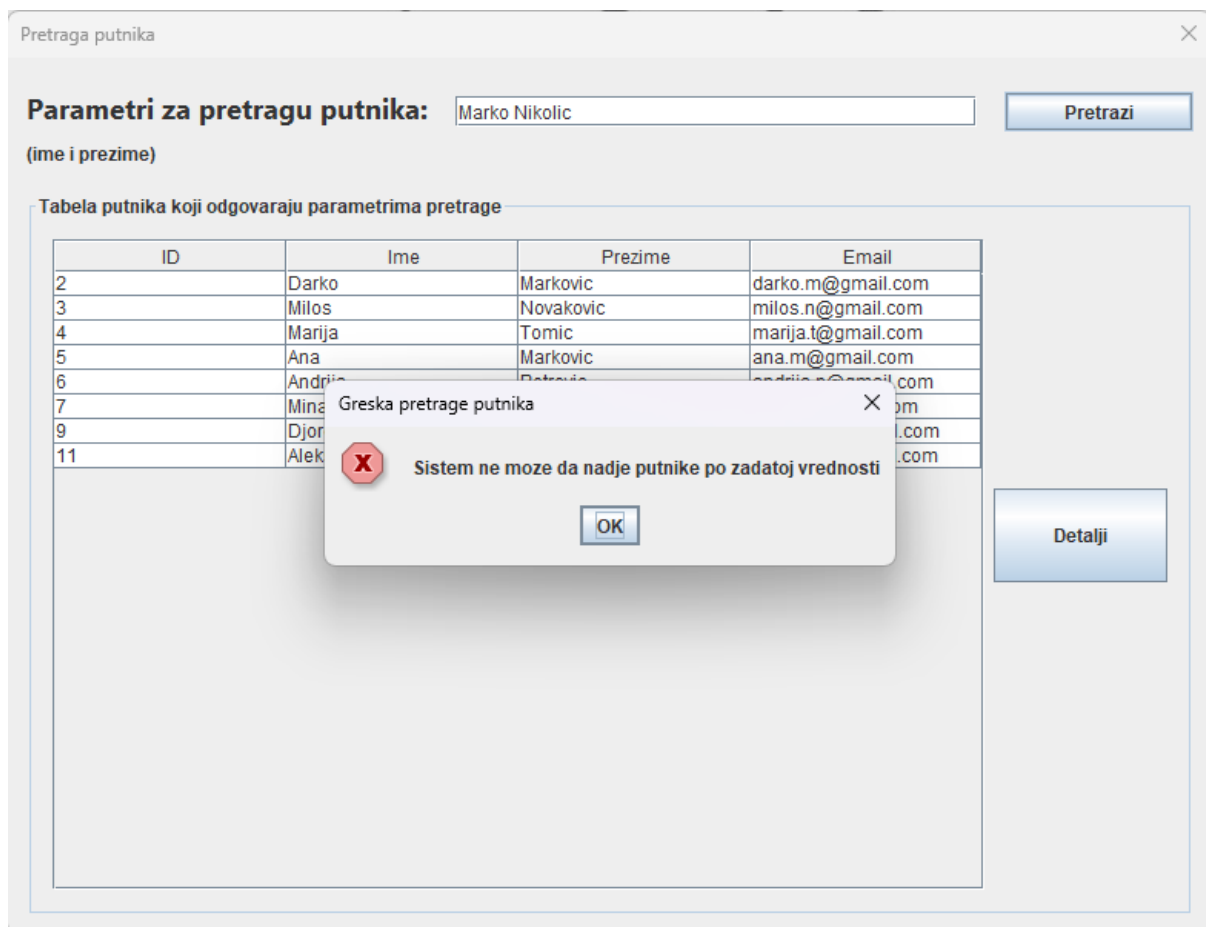 Pretraga putnika
Parametri za pretragu putnika: Marko Nikolic Pretrazi
(ime i prezime)
Tabela putnika koji odgovaraju parametrima pretrage
ID Ime Prezime Email
2 Darko Markovic darko.m@gmail.com
3 Milos Novakovic milos.n@gmail.com
4 Marija Tomic marija.t@gmail.com
5 Ana Markovic ana.m@gmail.com
6
7 Mina
9
11
Greska pretrage putnika
X Sistem ne moze da nadje putnike po zadatoj vrednosti
OK
Detalji